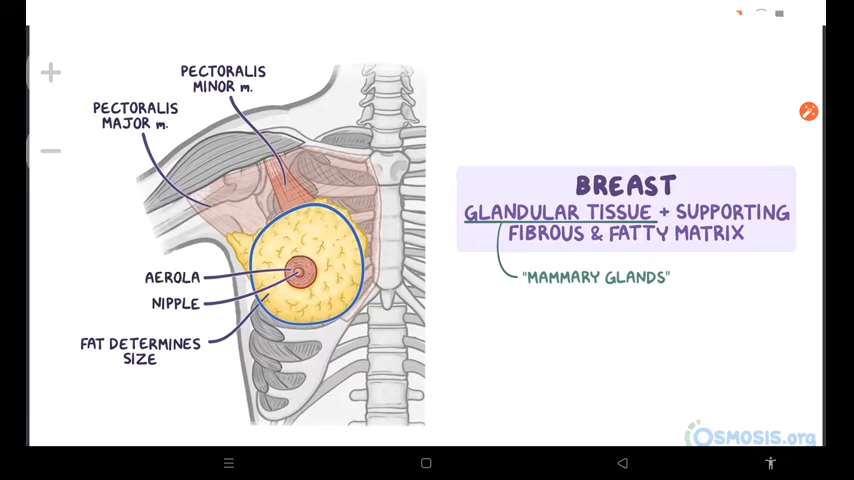 PECTORALIS
MINOR m.
PECTORALIS
MAJOR m.
AEROLA
NIPPLE
FAT DETERMINES
SIZE
BREAST
GLANDULAR TISSUE + SUPPORTING
FIBROUS & FATTY MATRIX
"MAMMARY GLANDS"
OSMOSIS.org